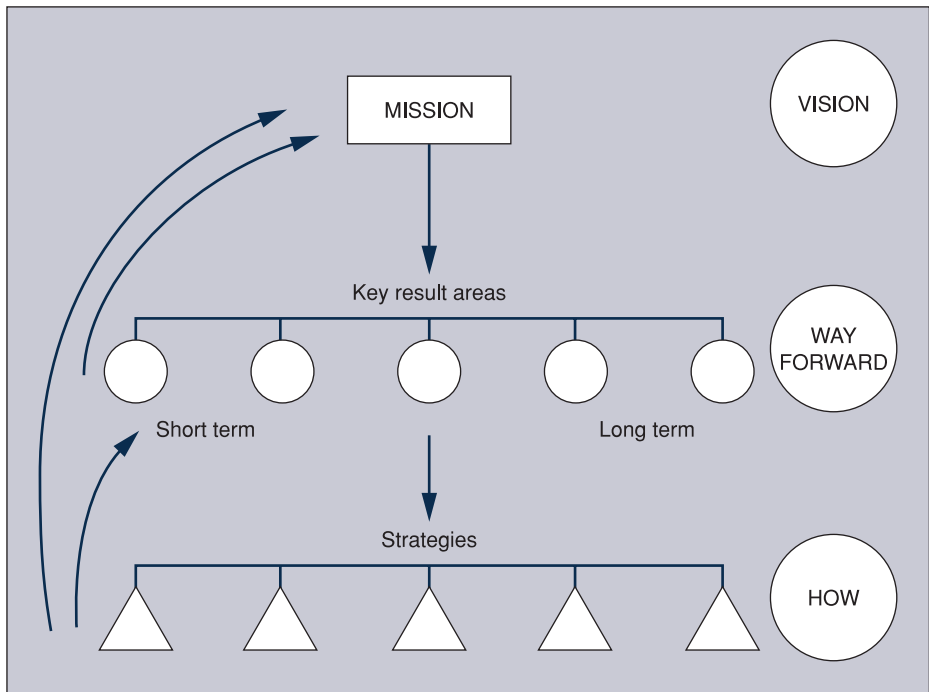 MISSION
VISION
Key result areas
WAY
FORWARD
Short term
Long term
Strategies
HOW